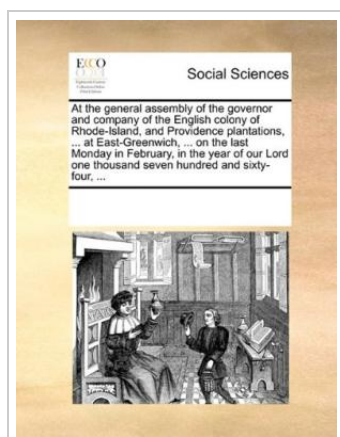 ECCO
Social Sciences
At the general assembly of the governor
and company of the English colony of
Rhode-Island, and Providence plantations,
... at East-Greenwich, ... on the last
Monday in February, in the year of our Lord
one thousand seven hundred and sixty-
four, ...